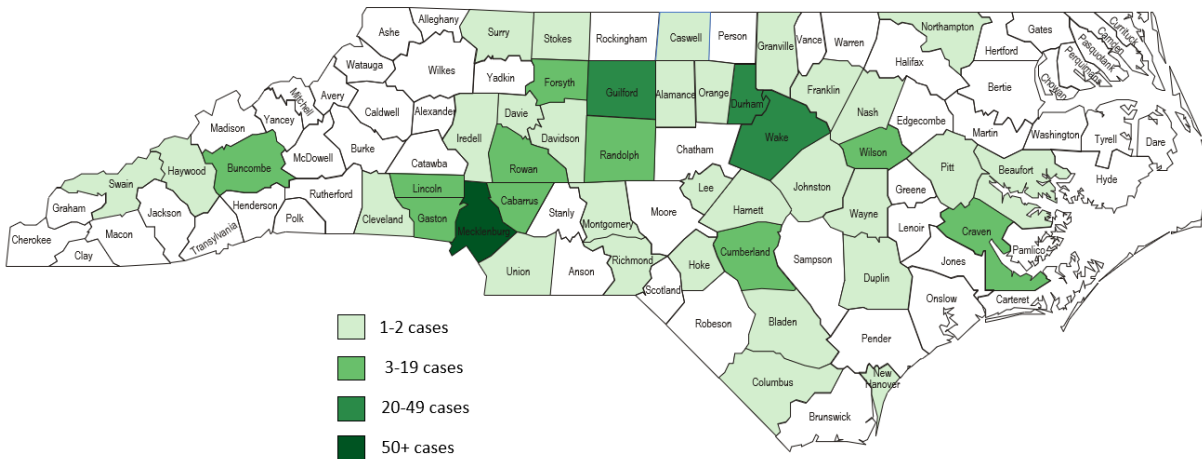 Alleghany
Ashe
Surry
Stokes
Rockingham
Caswell
Person
Granville
Vance
Warren
Northampton
Gates
Hertford
Currituck
Camden
Pasquotank
Perquimans
Chowan
Halifax
Bertie
Watauga
Wilkes
Yadkin
Forsyth
Guilford
Alamance
Orange
Durham
Franklin
Nash
Edgecombe
Martin
Washington
Tyrell
Dare
Mitchell
Avery
Caldwell
Alexander
Davie
Iredell
Davidson
Randolph
Chatham
Wake
Wilson
Pitt
Beaufort
Hyde
Madison
Yancey
McDowell
Burke
Catawba
Rowan
Haywood
Buncombe
Swain
Rutherford
Lincoln
Cabarrus
Lee
Harnett
Johnston
Wayne
Greene
Graham
Jackson
Henderson
Polk
Cleveland
Gaston
Mecklenburg
Stanly
Montgomery
Moore
Lenoir
Craven
Pamlico
Cherokee
Macon
Clay
Transylvania
Union
Anson
Richmond
Hoke
Cumberland
Sampson
Duplin
Jones
Scotland
Robeson
Bladen
Pender
Onslow
Carteret
Columbus
Brunswick
New
Hanover
1-2 cases
3-19 cases
20-49 cases
50+ cases